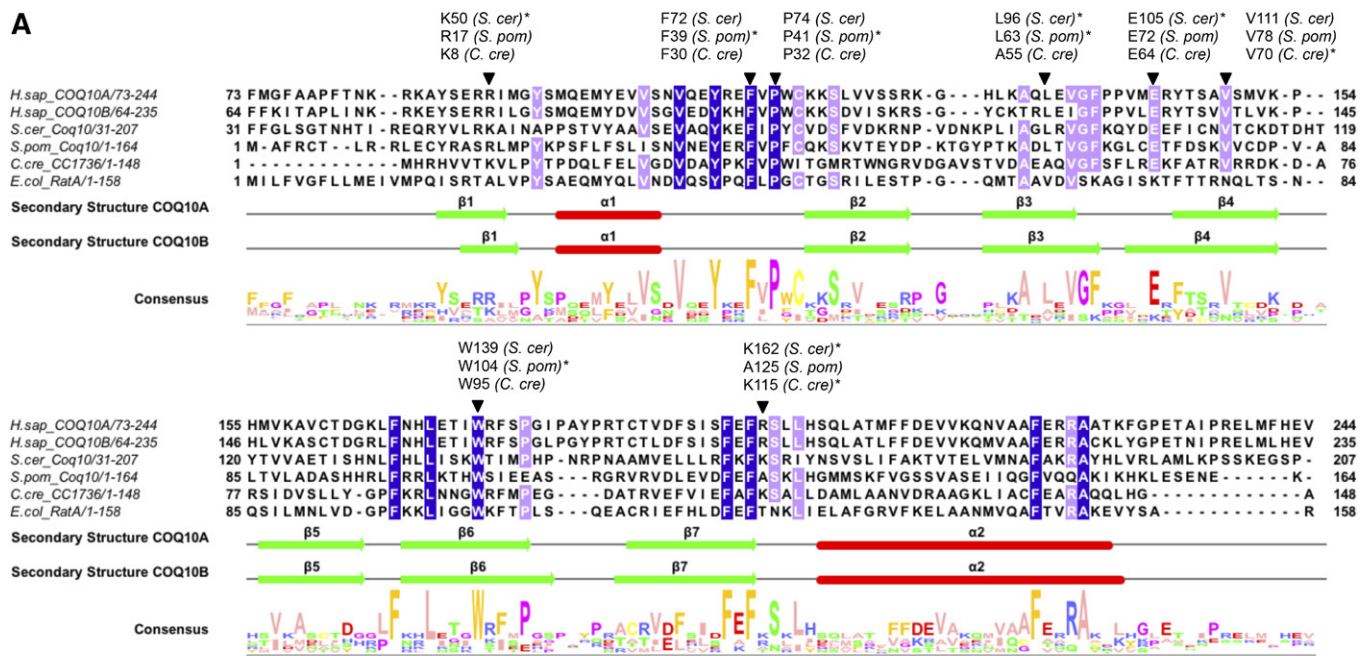 A
K50 (S. cer)* F72 (S. cer) P74 (S. cer) L96 (S. cer)* E105 (S. cer)* V111 (S. cer)
R17 (S. pom) F39 (S. pom)* P41 (S. pom)* L63 (S. pom)* E72 (S. pom) V78 (S. pom)
K8 (C. cre) F30 (C. cre) P32 (C. cre) A55 (C. cre) E64 (C. cre) V70 (C. cre)*
H.sap_COQ10A/73-244 73 FMGFAAPFTNK--RKAYSERRIMGYSMQEMYEVVSNVQEYREFVPWCKKSLVVSSRK-G---HLKAQLEVGFPPVMERYTSAVSMVK-P-- 154
H.sap_COQ10B/64-235 64 FFKITAPLINK--RKEYSERRILGYSMQEMYDVVSGVEDYKHFVPWCKKSDVISKRS-G---YCKTRLEIGFPPVLERYTSVVTLVK-P-- 145
S.cer_Coq10/31-207 31 FFGLSGTNHTI-REQRYVLRKAINAPPSTVYAAVSEVAQYKEFIPYCVDSFVDKRNP-VDNKPLIAGLRVGFKQYDEEFICNVTCKDTDHT 119
S.pom_Coq10/1-164 1 M-AFRCT--LR-RLECYRASRLMPYKPSFLFSLISNVNEYERFVPFCQKSKVTEYDP-KTGYPTKADLTVGFKGLCETFDSKVVCDPV-A 84
C.cre_CC1736/1-148 1 ------------MHRHVVTKVLPYTPDQLFELVGDVDAYPKFVPWITGMRTWNGRVDGAVSTVDAEAQVGFSFLREKFATRVRRDKD-A 76
E.col_RatA/1-158 1 MILFVGFLLMEIVMPQISRTALVPYSAEQMYQLVNDVQSYPQFLPGCTGSRILESTP-G---QMTAAVDVSKAGISKTFTTRNQLTS-N-- 84
Secondary Structure COQ10A β1 α1 β2 β3 β4
Secondary Structure COQ10B β1 α1 β2 β3 β4
Consensus
W139 (S. cer) K162 (S. cer)*
W104 (S. pom)* A125 (S. pom)
W95 (C. cre) K115 (C. cre)*
H.sap_COQ10A/73-244 155 HMVKAVCTDGKLFNHLETIWRFSPGIPAYPRTCTVDFSISFEFRSLLHSQLATMFFDEVVKQNVAAFERRAATKFGPETAIPRELMFHEV 244
H.sap_COQ10B/64-235 146 HLVKASCTDGRLFNHLETIWRFSPGLPGYPRTCTLDFSISFEFRSLLHSQLATLFFDEVVKQMVAAFERRACKLYGPETNIPRELMLHEV 235
S.cer_Coq10/31-207 120 YTVVAETISHNLFHLLISKWTIMPHP-NRPNAAMVELLLRFKFKSRIYNSVSLIFAKTVTELVMNAFAKRAYHLVRLAMLKPSSKEGSP- 207
S.pom_Coq10/1-164 85 LTVLADASHHRLFRRLKTHWSIEEAS---RGRVRVDLEVDFEFASKLHGMMSKFVGSSVASEIIQGFVQQAKIKHKLESENE----K- 164
C.cre_CC1736/1-148 77 RSIDVSLLY-GPFKRLNNGWRFMPEG----DATRVEFVIEFAFKSALLDAMLAANVDRAAGKLIACFEARAQQLHG-----------A 148
E.col_RatA/1-158 85 QSILMNLVD-GPFKKLIGGWKFTPLS----QEACRIEFHLDFEFTNKLIELAFGRVFKELAANMVQAFTVRAKEVYSA----------R 158
Secondary Structure COQ10A β5 β6 β7 α2
Secondary Structure COQ10B β5 β6 β7 α2
Consensus